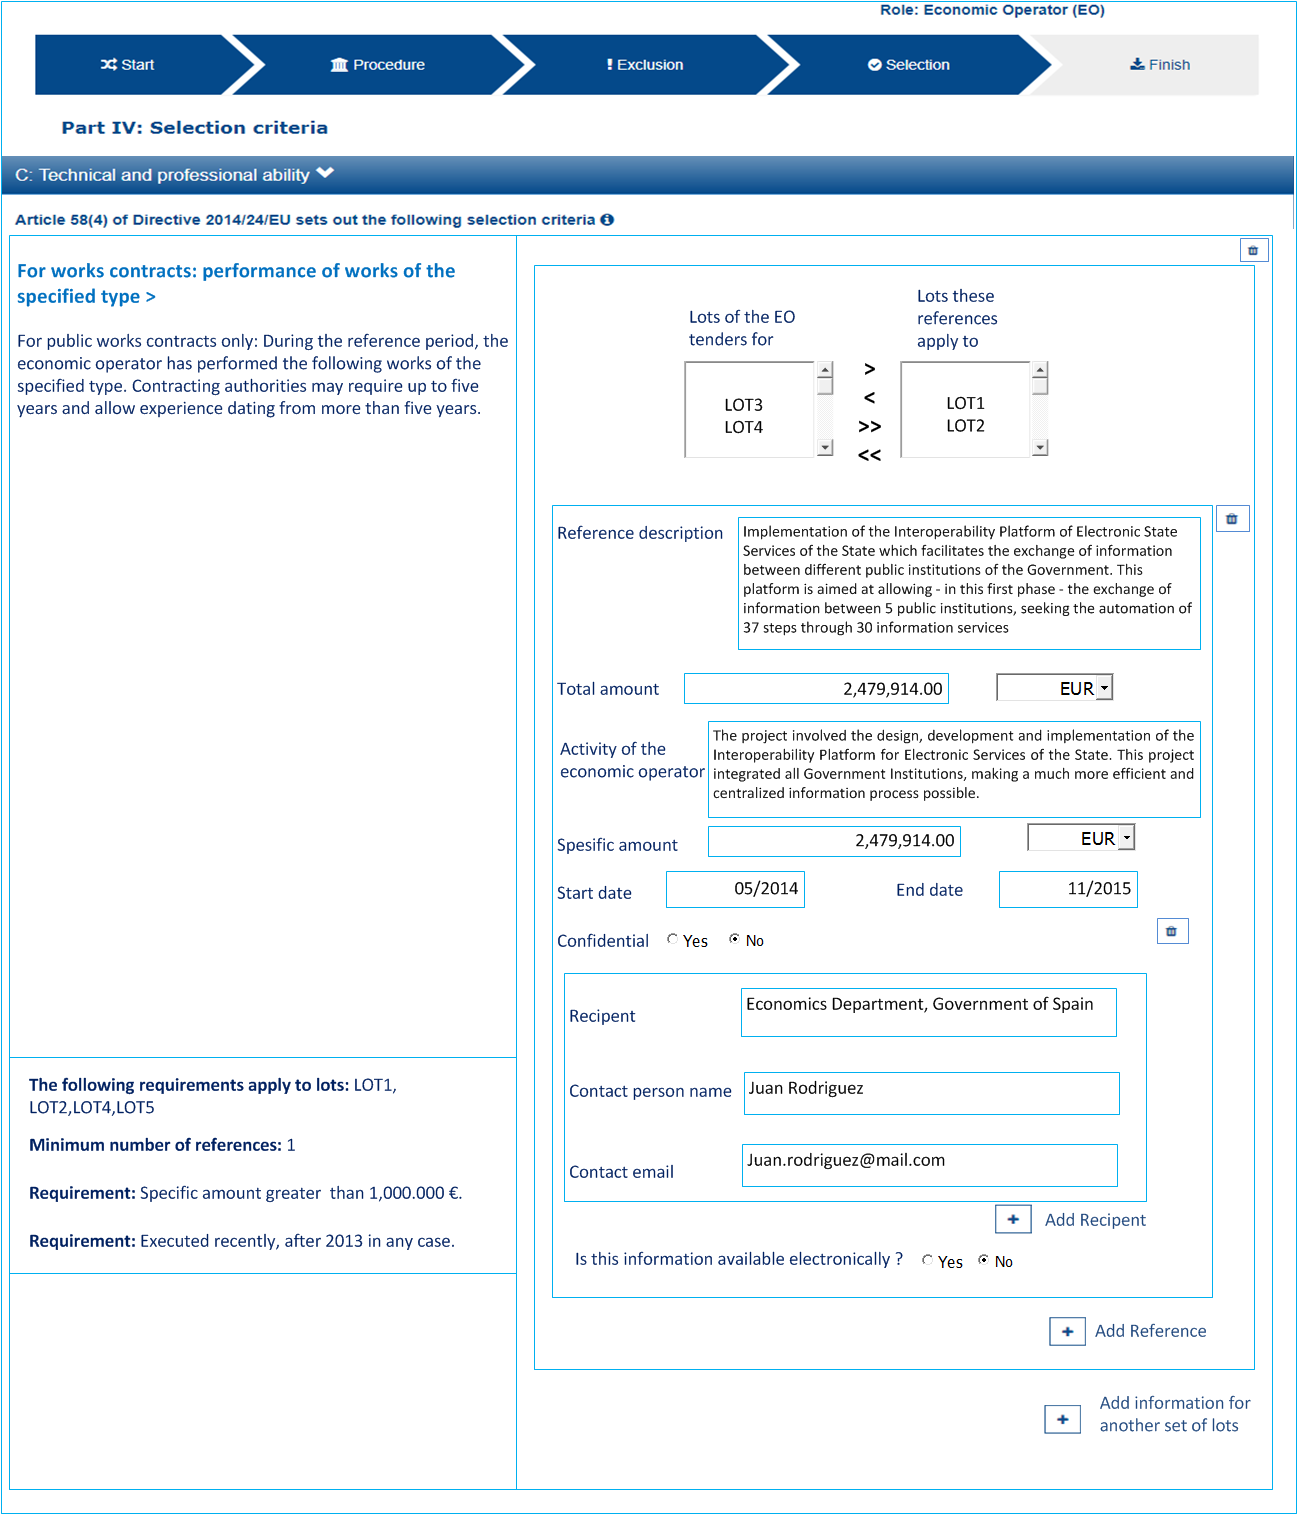 Role: Economic Operator (EO)
Start
Procedure
Exclusion
Selection
Finish
Part IV: Selection criteria
C: Technical and professional ability
Article 58(4) of Directive 2014/24/EU sets out the following selection criteria
For works contracts: performance of works of the
specified type >
For public works contracts only: During the reference period, the
economic operator has performed the following works of the
specified type. Contracting authorities may require up to five
years and allow experience dating from more than five years.
The following requirements apply to lots: LOT1,
LOT2,LOT4,LOT5
Minimum number of references: 1
Requirement: Specific amount greater  than 1,000.000 €.
Requirement: Executed recently, after 2013 in any case.
Lots of the EO
tenders for
LOT3
LOT4
>
<
>>
<<
Lots these
references
apply to
LOT1
LOT2
Reference description
Implementation of the Interoperability Platform of Electronic State
Services of the State which facilitates the exchange of information
between different public institutions of the Government. This
platform is aimed at allowing - in this first phase - the exchange of
information between 5 public institutions, seeking the automation of
37 steps through 30 information services
Total amount
2,479,914.00
EUR
Activity of the
economic operator
The project involved the design, development and implementation of the
Interoperability Platform for Electronic Services of the State. This project
integrated all Government Institutions, making a much more efficient and
centralized information process possible.
Spesific amount
2,479,914.00
EUR
Start date
05/2014
End date
11/2015
Confidential
Yes
No
Recipent
Economics Department, Government of Spain
Contact person name
Juan Rodriguez
Contact email
Juan.rodriguez@mail.com
+ Add Recipent
Is this information available electronically ?
Yes
No
+ Add Reference
+ Add information for
another set of lots